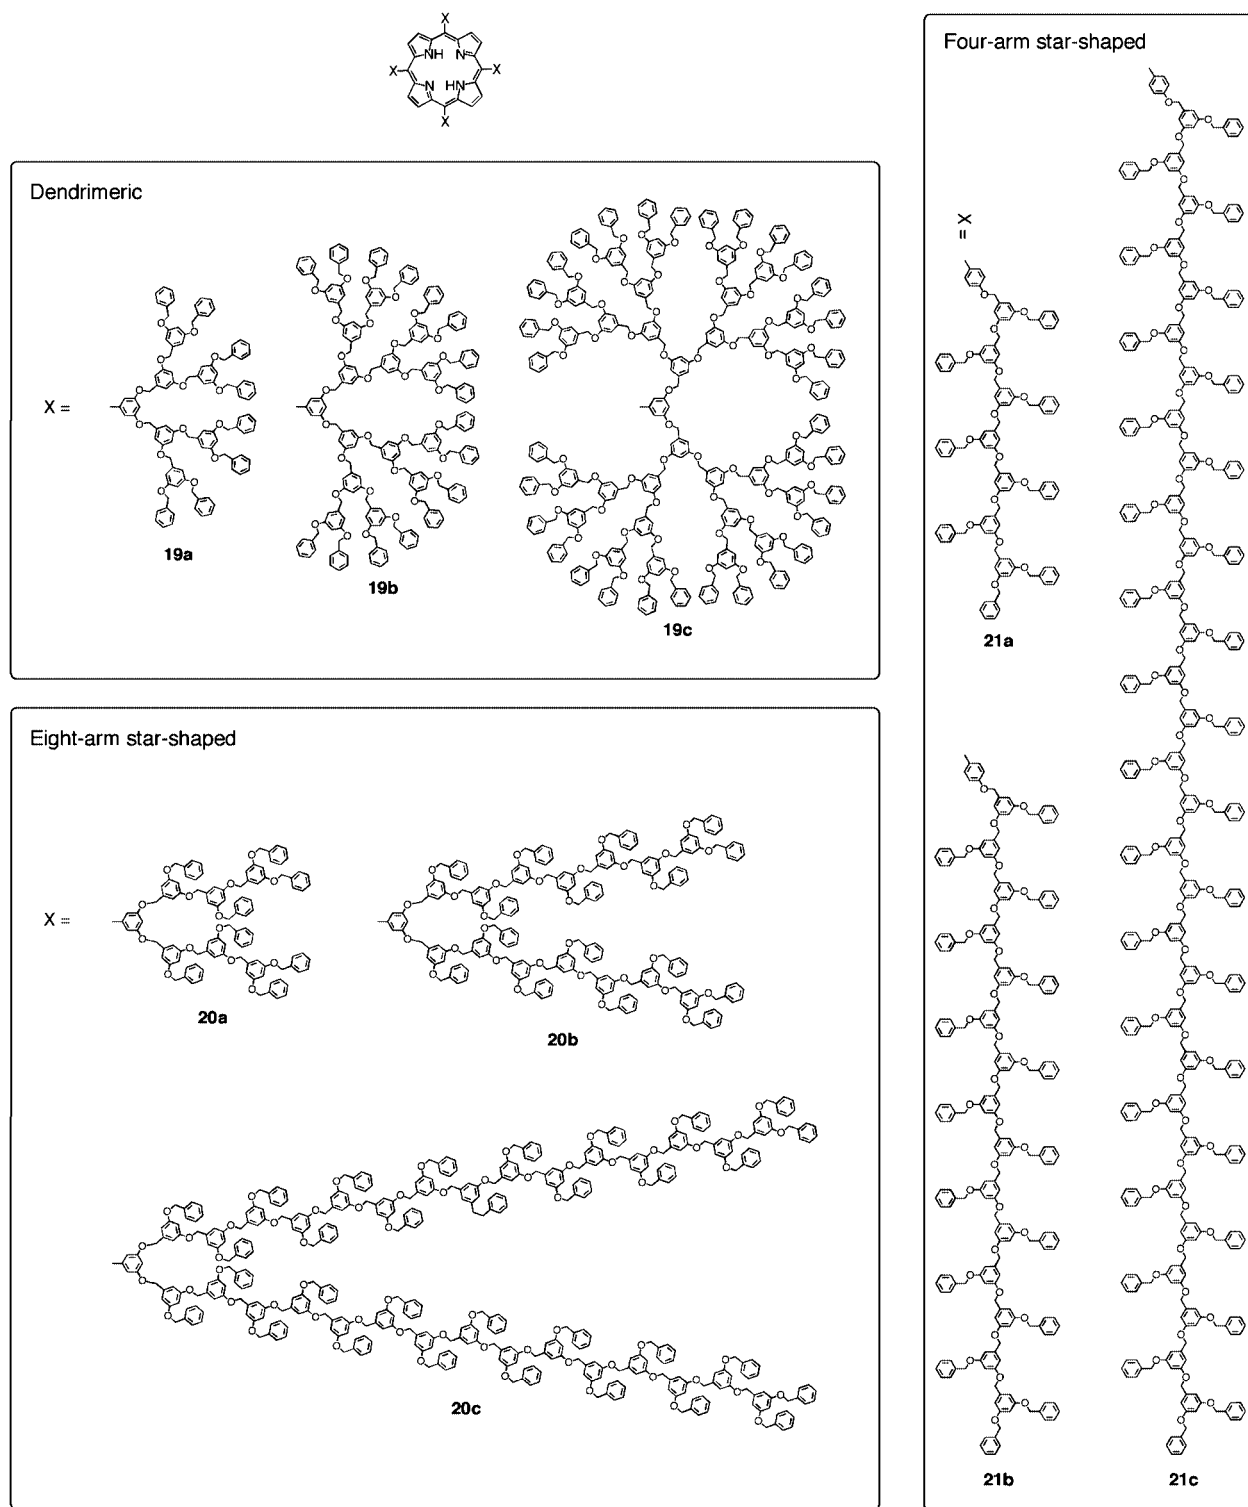 X
NH
N
X
X
N
HN
X
Dendrimeric
X =
19a
19b
19c
Eight-arm star-shaped
X =
20a
20b
20c
Four-arm star-shaped
= X
21a
21b
21c